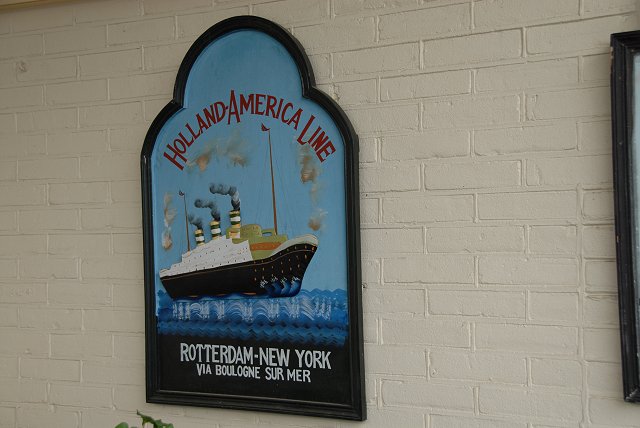 HOLLAND-AMERICA LINE
ROTTERDAM-NEW YORK
VIA BOULOGNE SUR MER